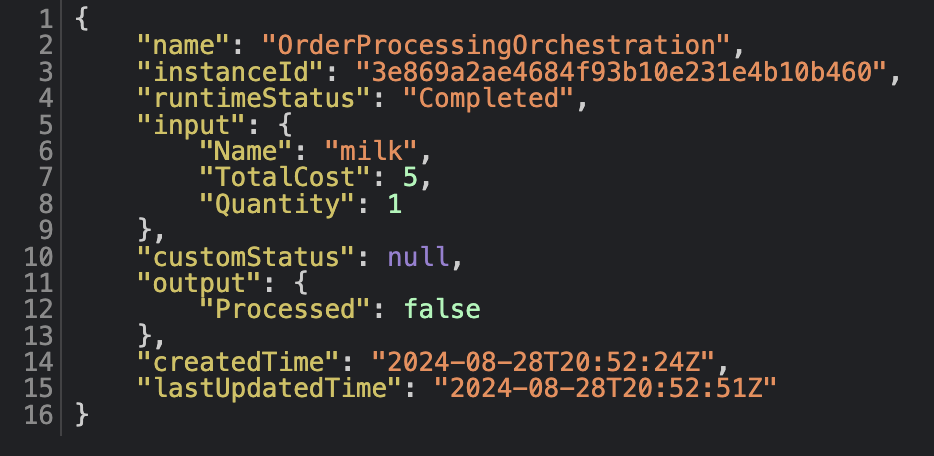 1 {
2     "name": "OrderProcessingOrchestration",
3     "instanceId": "3e869a2ae4684f93b10e231e4b10b460",
4     "runtimeStatus": "Completed",
5     "input": {
6         "Name": "milk",
7         "TotalCost": 5,
8         "Quantity": 1
9     },
10     "customStatus": null,
11     "output": {
12         "Processed": false
13     },
14     "createdTime": "2024-08-28T20:52:24Z",
15     "lastUpdatedTime": "2024-08-28T20:52:51Z"
16 }